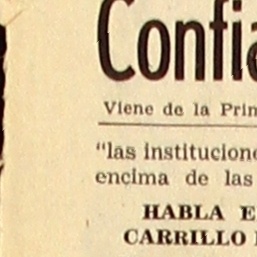 Confia
Viene de la Prin
"las institucione
encima de las
HABLA E
CARRILLO